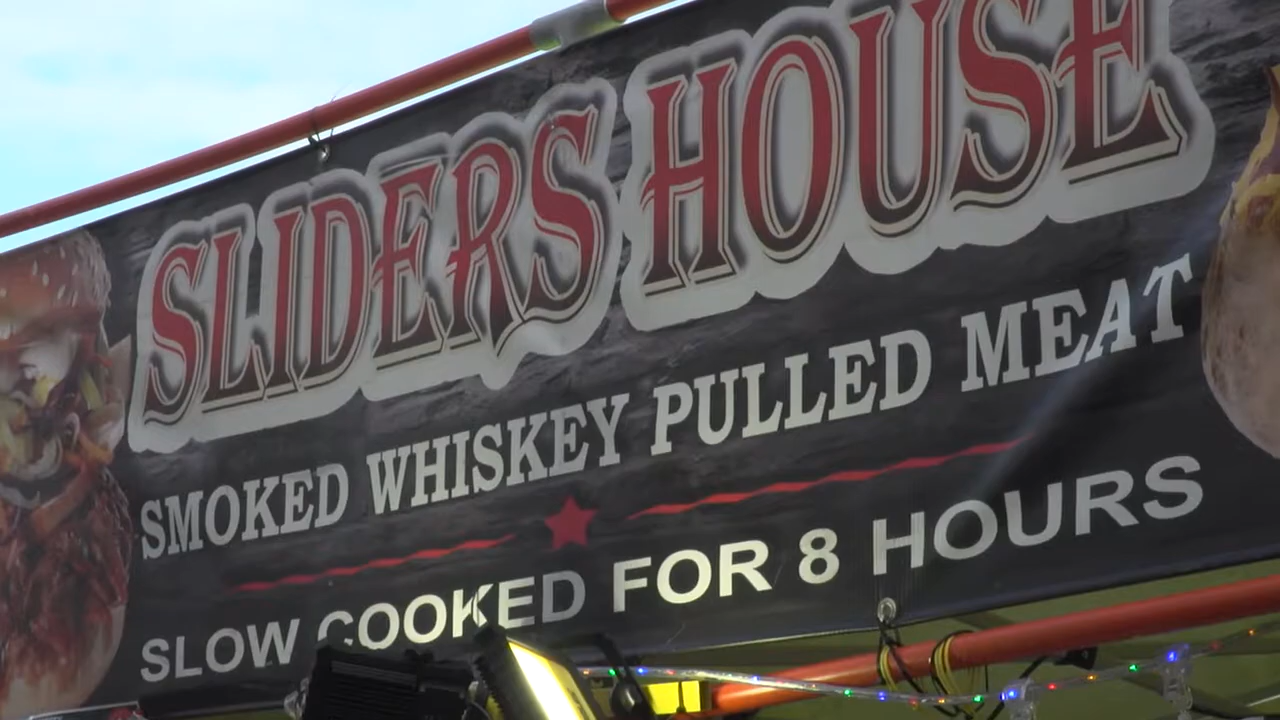 SLIDERS HOUSE
SMOKED WHISKEY PULLED MEAT
SLOW COOKED FOR 8 HOURS